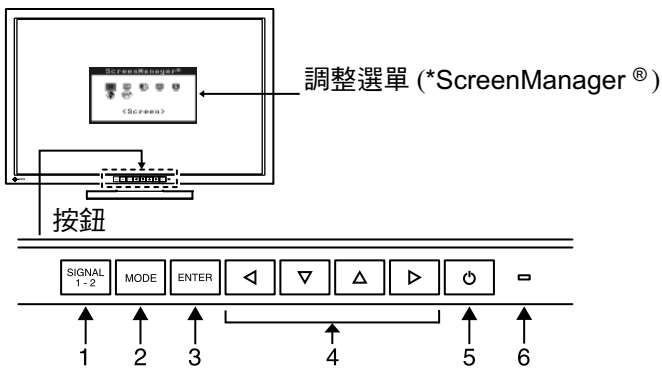 ScreenManager®
<Screen>
調整選單 (*ScreenManager ®)
按鈕
SIGNAL
1 - 2
MODE
ENTER
1
2
3
4
5
6